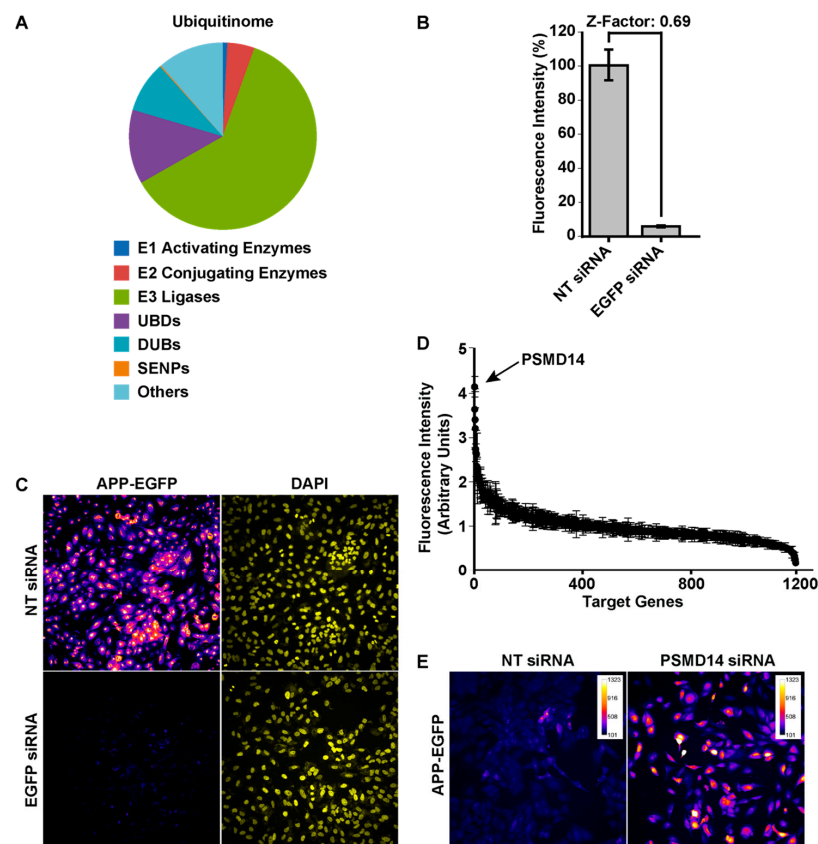 A
Ubiquitinome
E1 Activating Enzymes
E2 Conjugating Enzymes
E3 Ligases
UBDs
DUBs
SENPs
Others
B
Z-Factor: 0.69
Fluorescence Intensity (%)
120
100
80
60
40
20
0
NT siRNA
EGFP siRNA
C
APP-EGFP
DAPI
NT siRNA
EGFP siRNA
D
PSMD14
Fluorescence Intensity
(Arbitrary Units)
5
4
3
2
1
0
0
400
800
1200
Target Genes
E
NT siRNA
PSMD14 siRNA
APP-EGFP
1323
916
508
101
1323
916
508
101